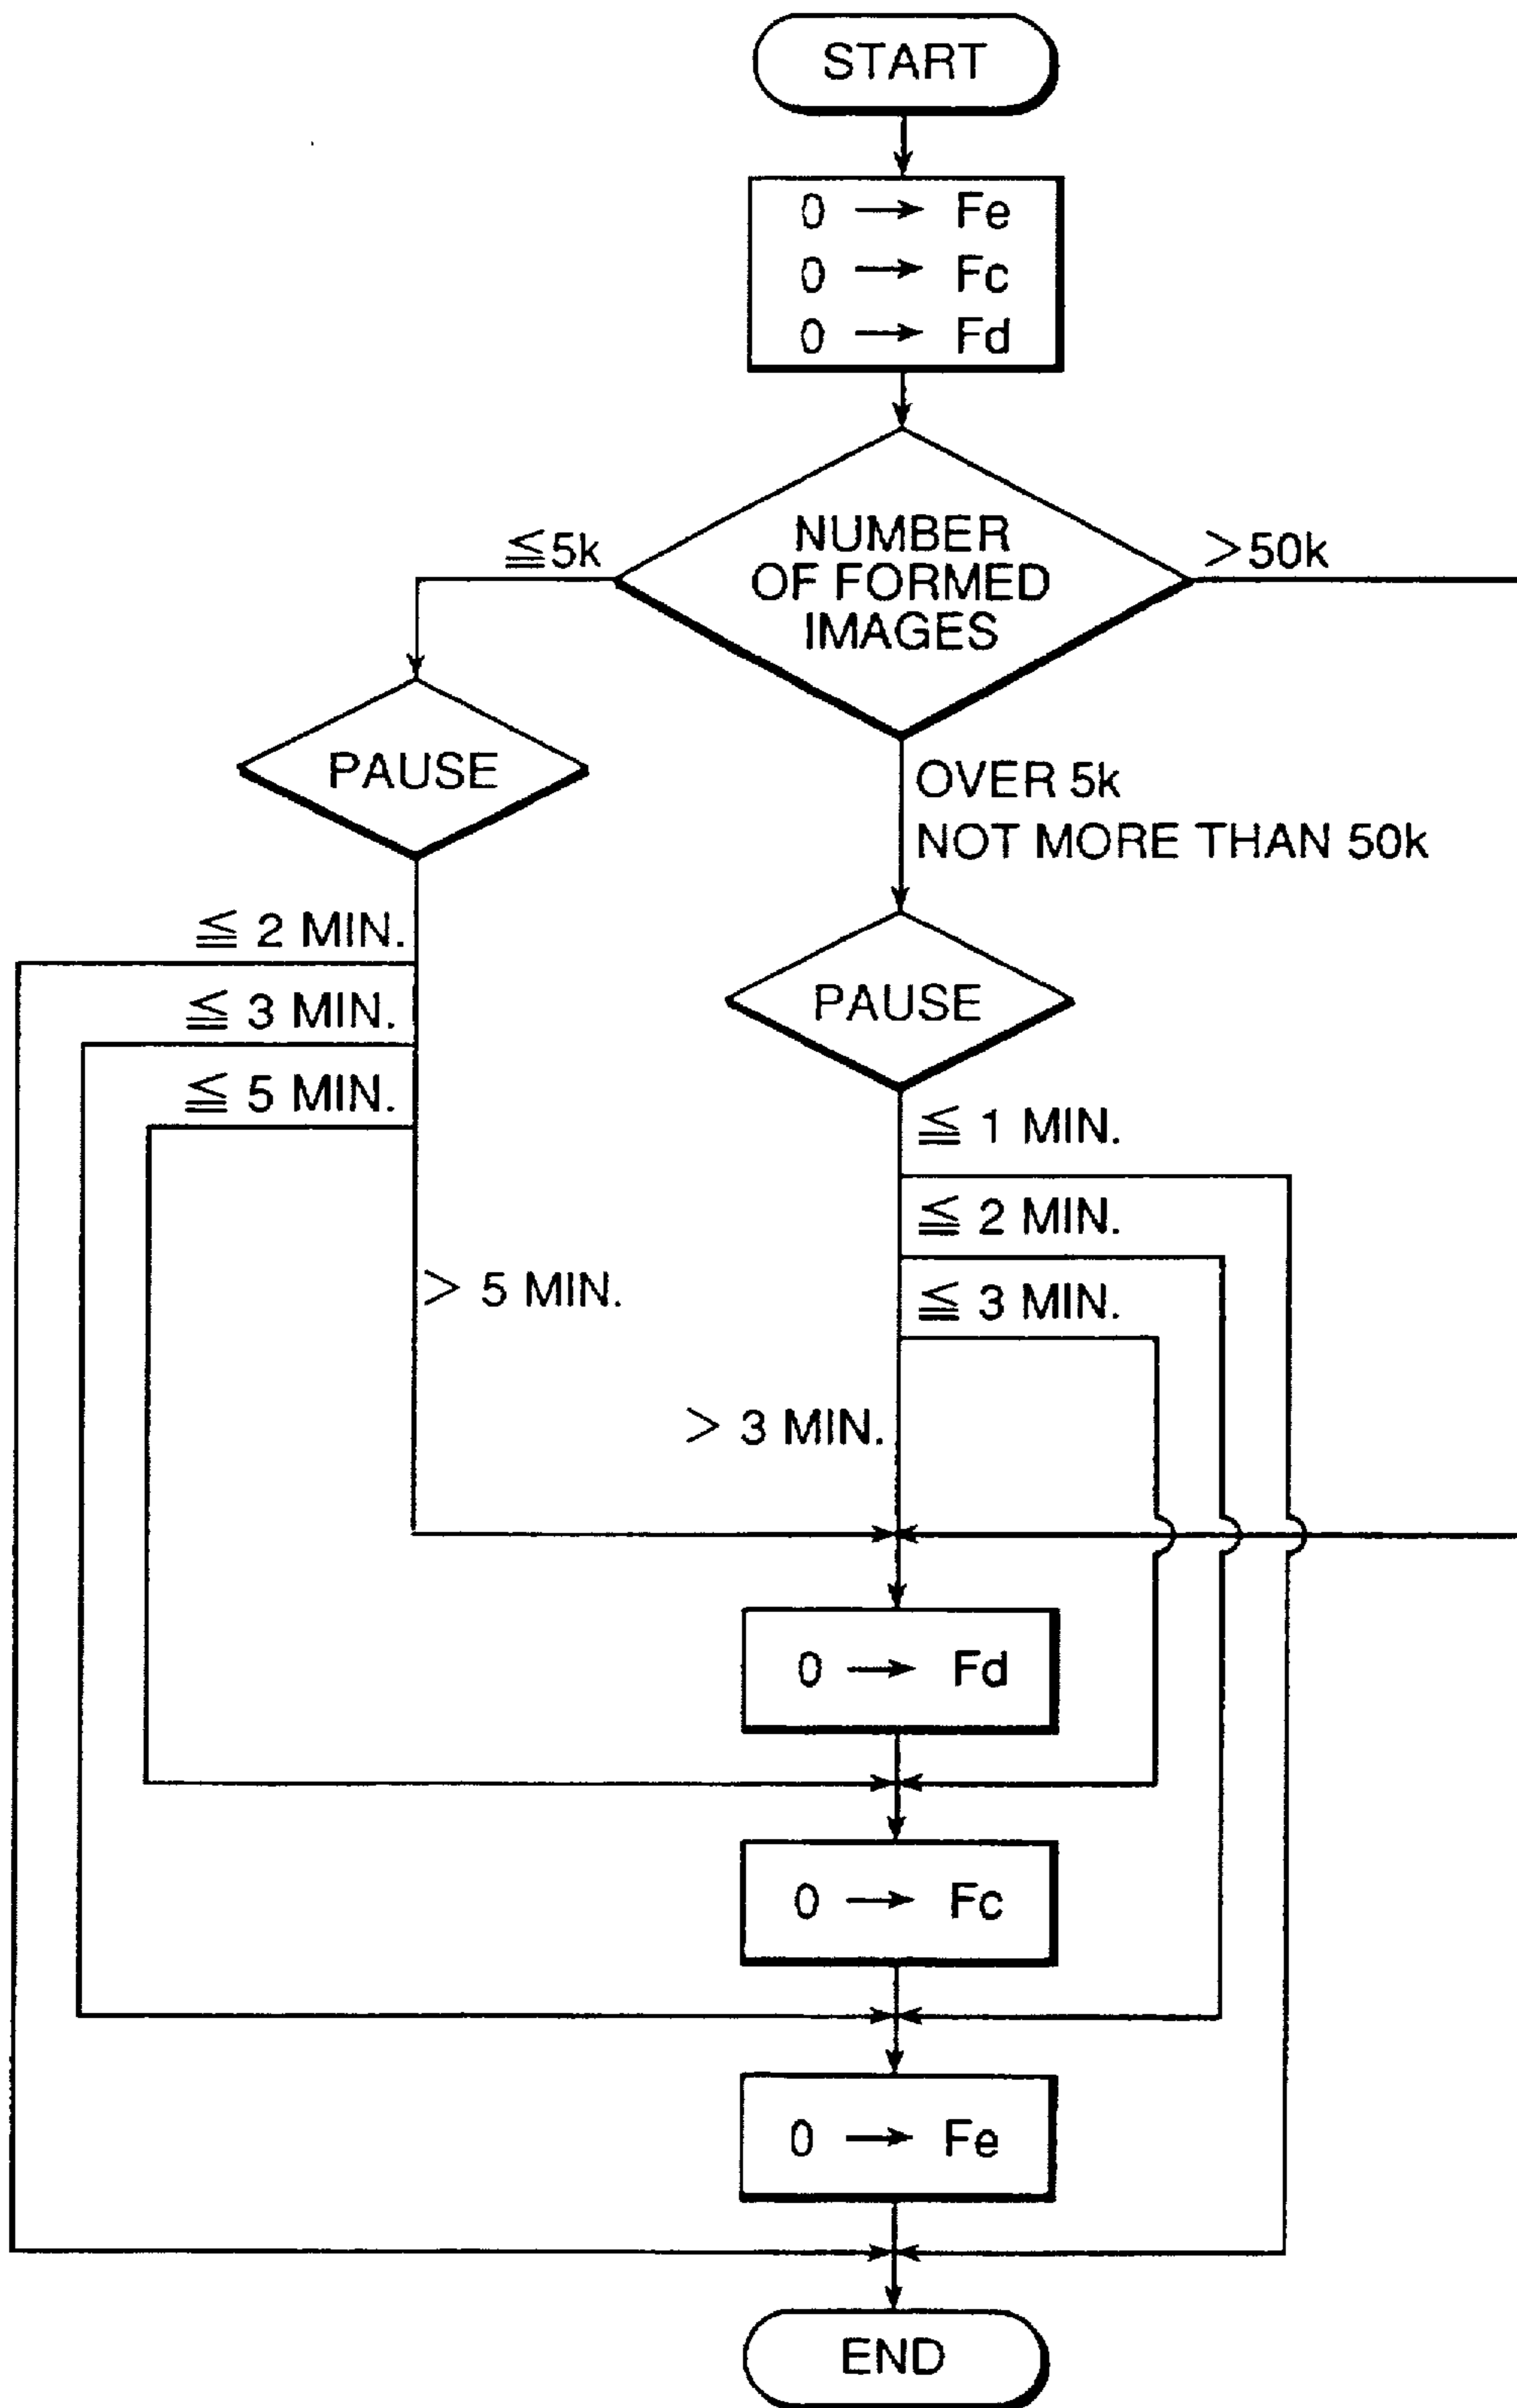 START
0 → Fe
0 → Fc
0 → Fd
NUMBER
OF FORMED
IMAGES
≦5k
>50k
PAUSE
OVER 5k
NOT MORE THAN 50k
≦ 2 MIN.
≦ 3 MIN.
≦ 5 MIN.
> 5 MIN.
PAUSE
≦ 1 MIN.
≦ 2 MIN.
≦ 3 MIN.
> 3 MIN.
0 → Fd
0 → Fc
0 → Fe
END